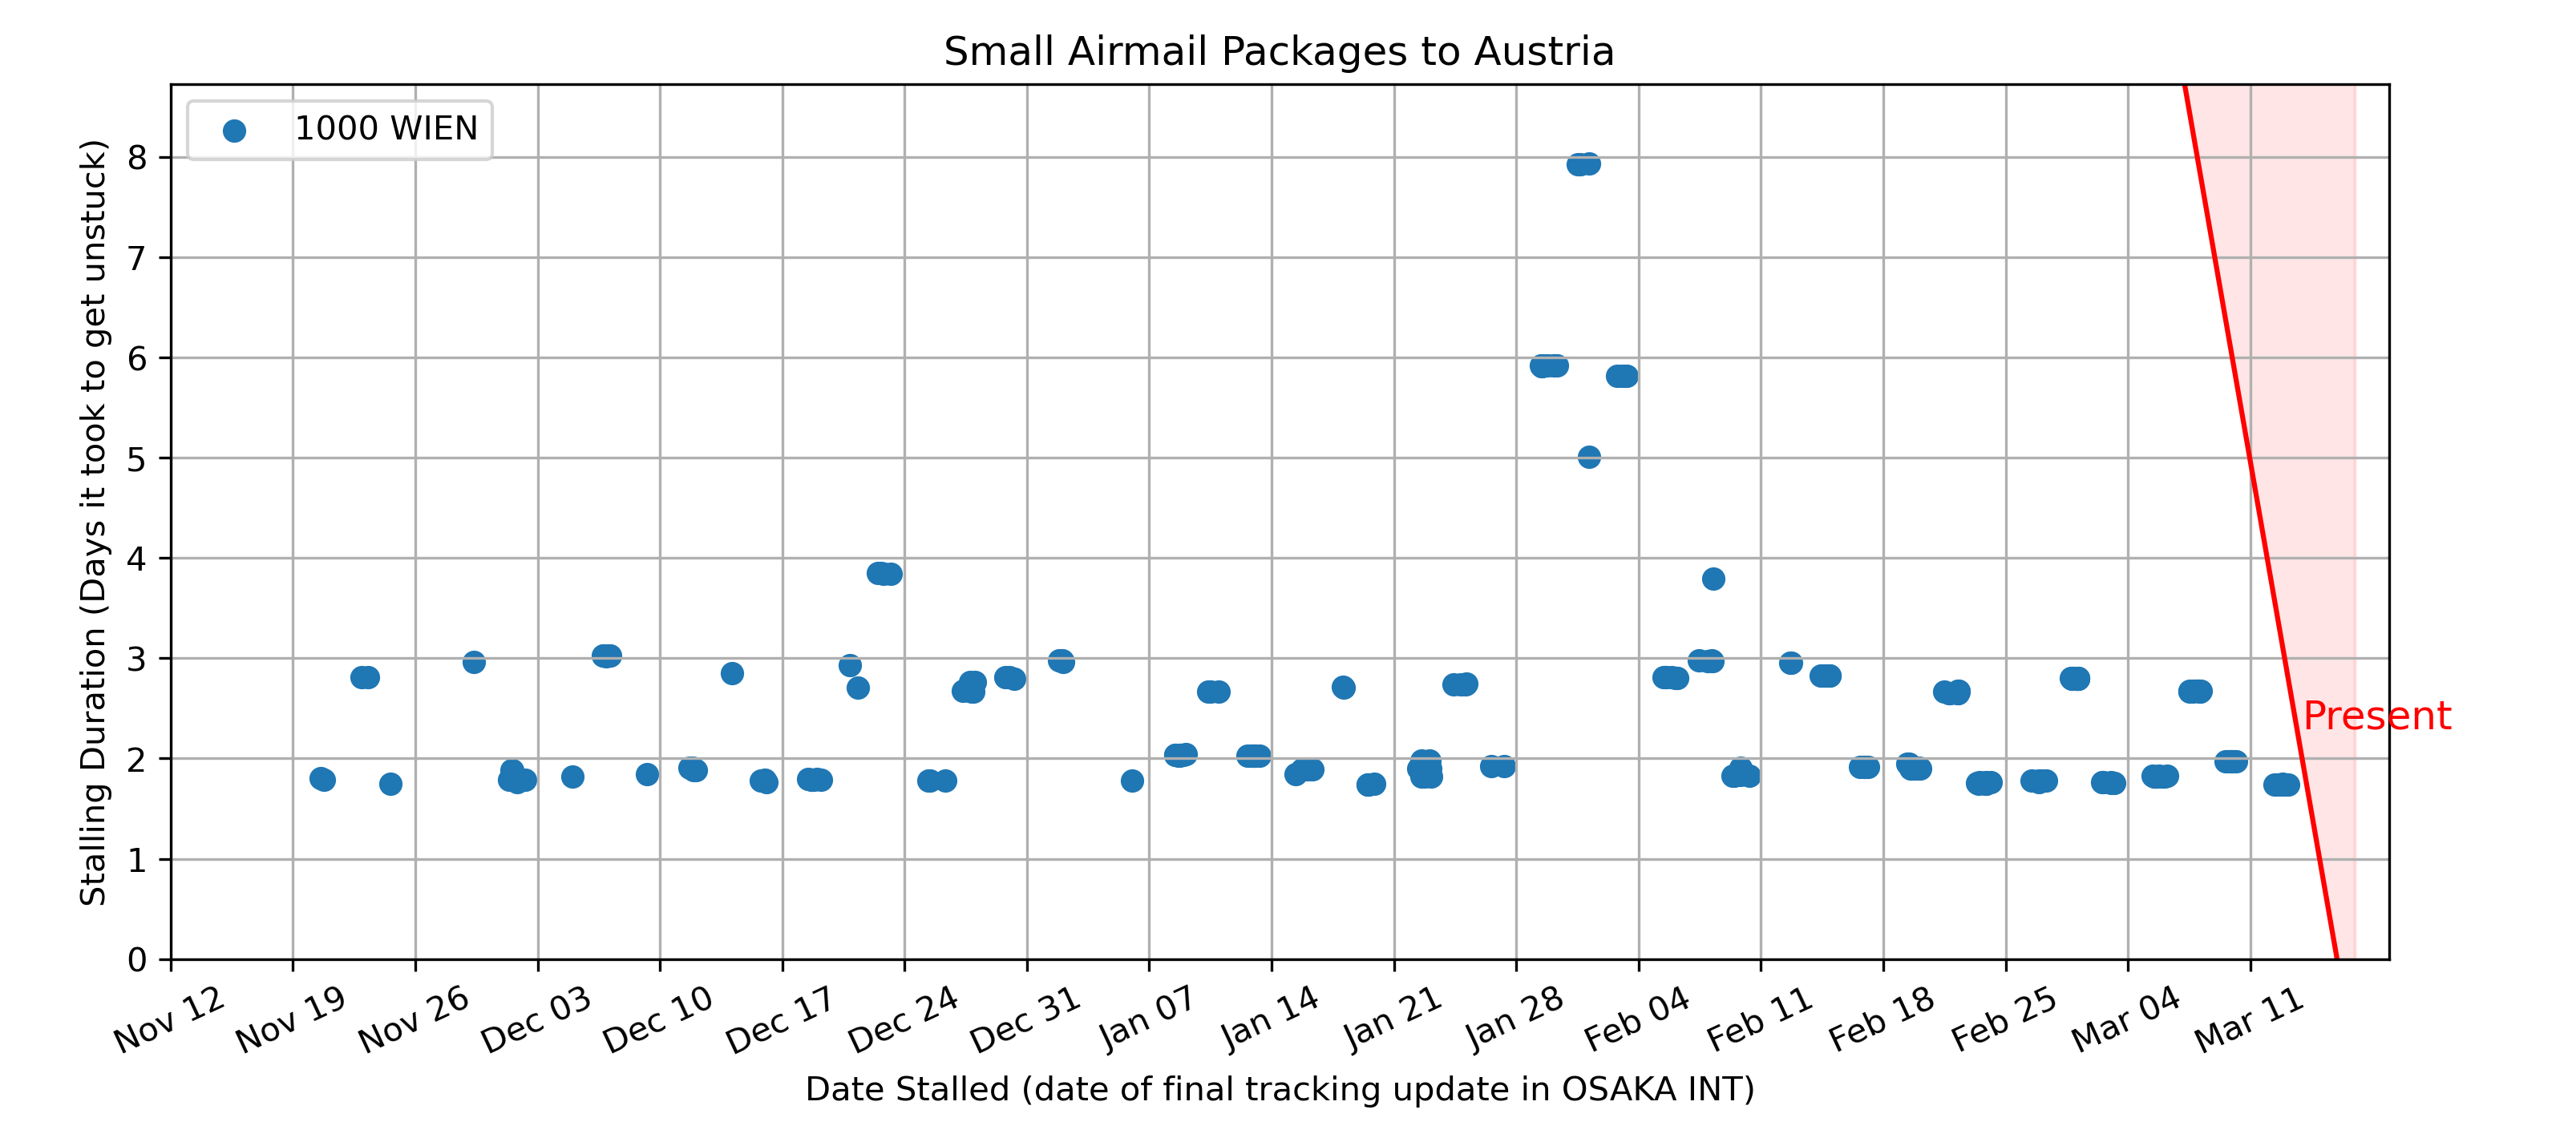 Small Airmail Packages to Austria
1000 WIEN
Stalling Duration (Days it took to get unstuck)
8
7
6
5
4
3
2
1
0
Present
Nov 12
Nov 19
Nov 26
Dec 03
Dec 10
Dec 17
Dec 24
Dec 31
Jan 07
Jan 14
Jan 21
Jan 28
Feb 04
Feb 11
Feb 18
Feb 25
Mar 04
Mar 11
Date Stalled (date of final tracking update in OSAKA INT)